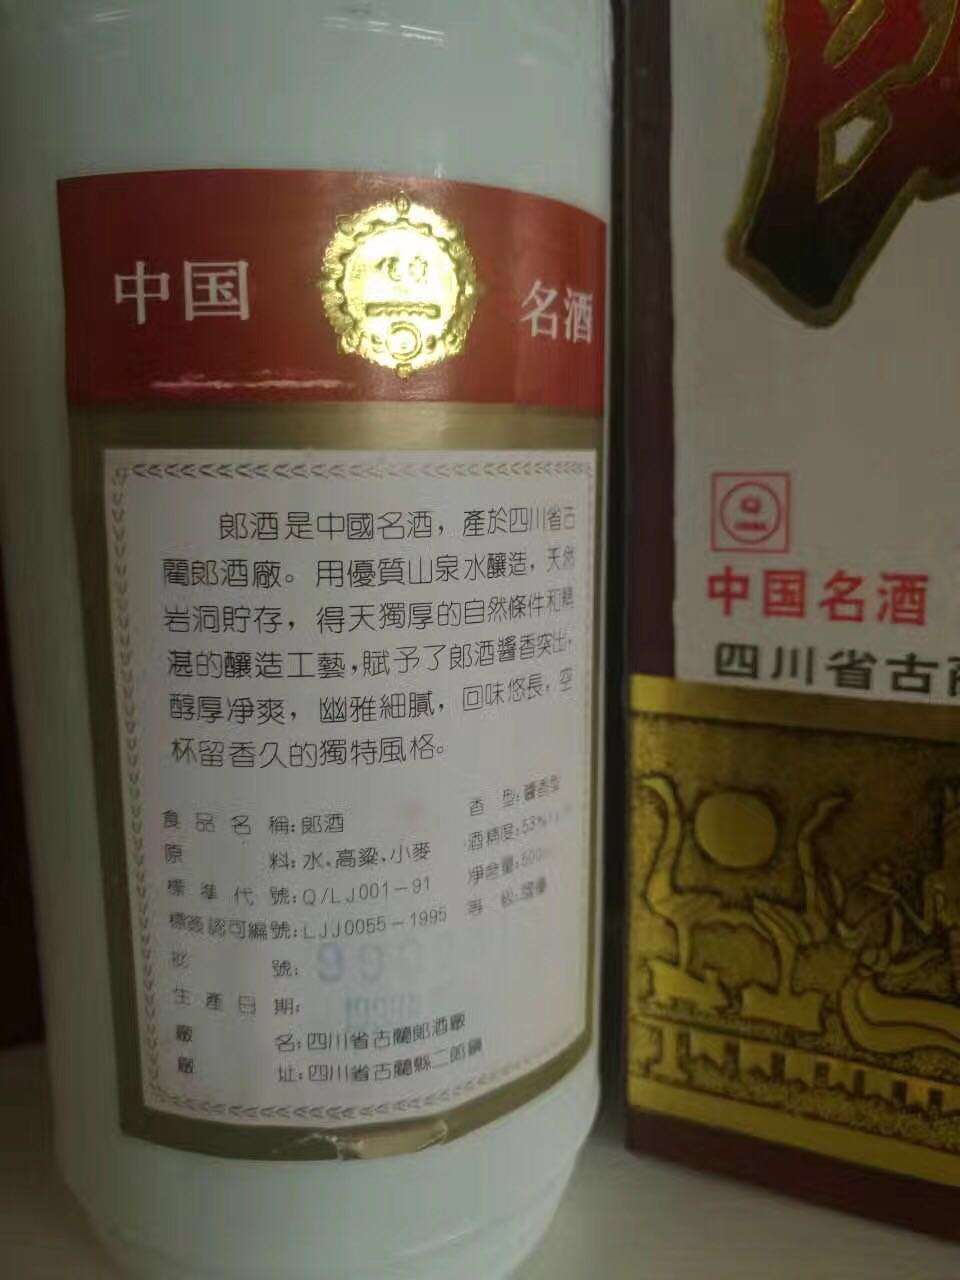 中国
名酒
郎酒是中國名酒，產於四川省古
藺郎酒廠。用優質山泉水釀造，天然
岩洞貯存，得天獨厚的自然條件和精
湛的釀造工藝，賦予了郎酒醬香突出，
醇厚凈爽，幽雅細膩，回味悠長，空
杯留香久的獨特風格。
食品名稱：郎酒
香型：醬香型
原料：水、高粱、小麥
酒精度：53%
標準代號：Q/LJ001-91
凈含量：500
標簽認可編號：LJJ0055-1995
等級：優
批號：
生產日期：
廠名：四川省古藺郎酒廠
廠址：四川省古藺縣二郎鎮
中国名酒
四川省古